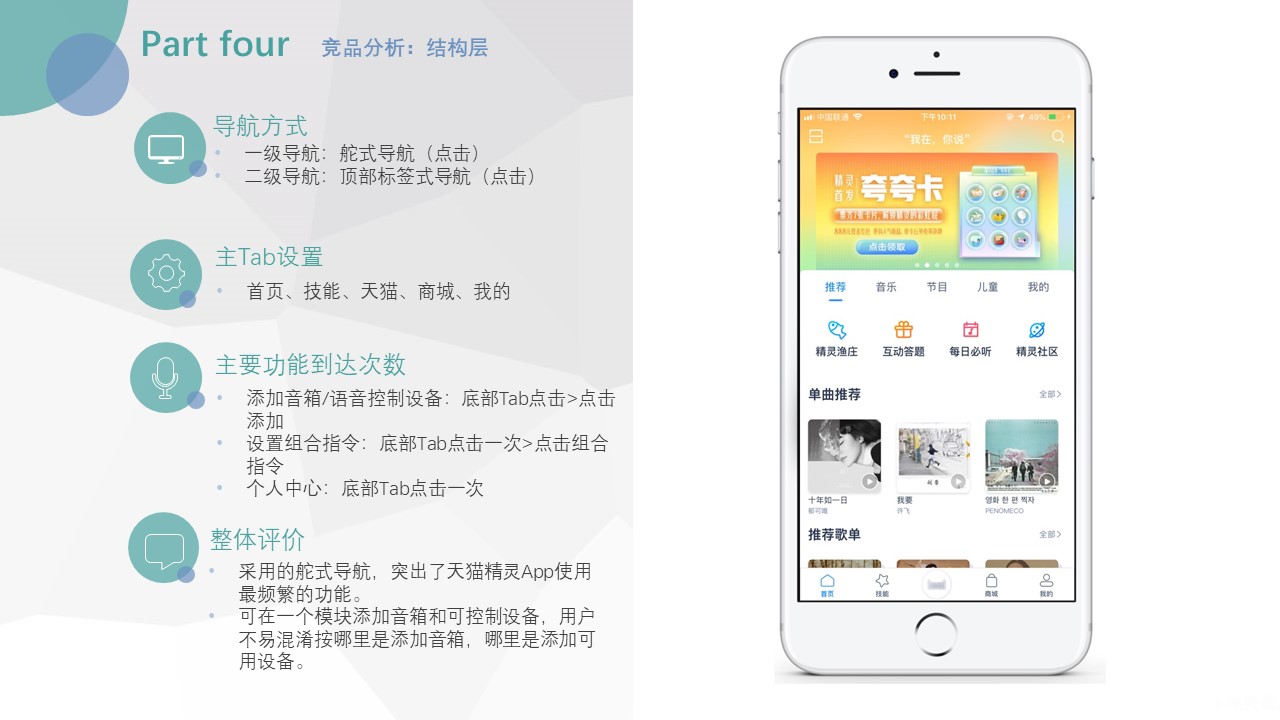 Part four 竞品分析：结构层
导航方式
• 一级导航：舵式导航（点击）
• 二级导航：顶部标签式导航（点击）
主Tab设置
• 首页、技能、天猫、商城、我的
主要功能到达次数
• 添加音箱/语音控制设备：底部Tab点击>点击
添加
• 设置组合指令：底部Tab点击一次>点击组合
指令
• 个人中心：底部Tab点击一次
整体评价
• 采用的舵式导航，突出了天猫精灵App使用
最频繁的功能。
• 可在一个模块添加音箱和可控制设备，用户
不易混淆按哪里是添加音箱，哪里是添加可
用设备。
中国联通 下午10:11 40%
“我在，你说”
精灵
首发
夸夸卡
点击领取
推荐 音乐 节目 儿童 我的
精灵渔庄 互动答题 每日必听 精灵社区
单曲推荐 全部>
十年如一日 我要 영화 한 편 찍자
郁可唯 许飞 PENOMECO
推荐歌单 全部>
首页 技能 商城 我的